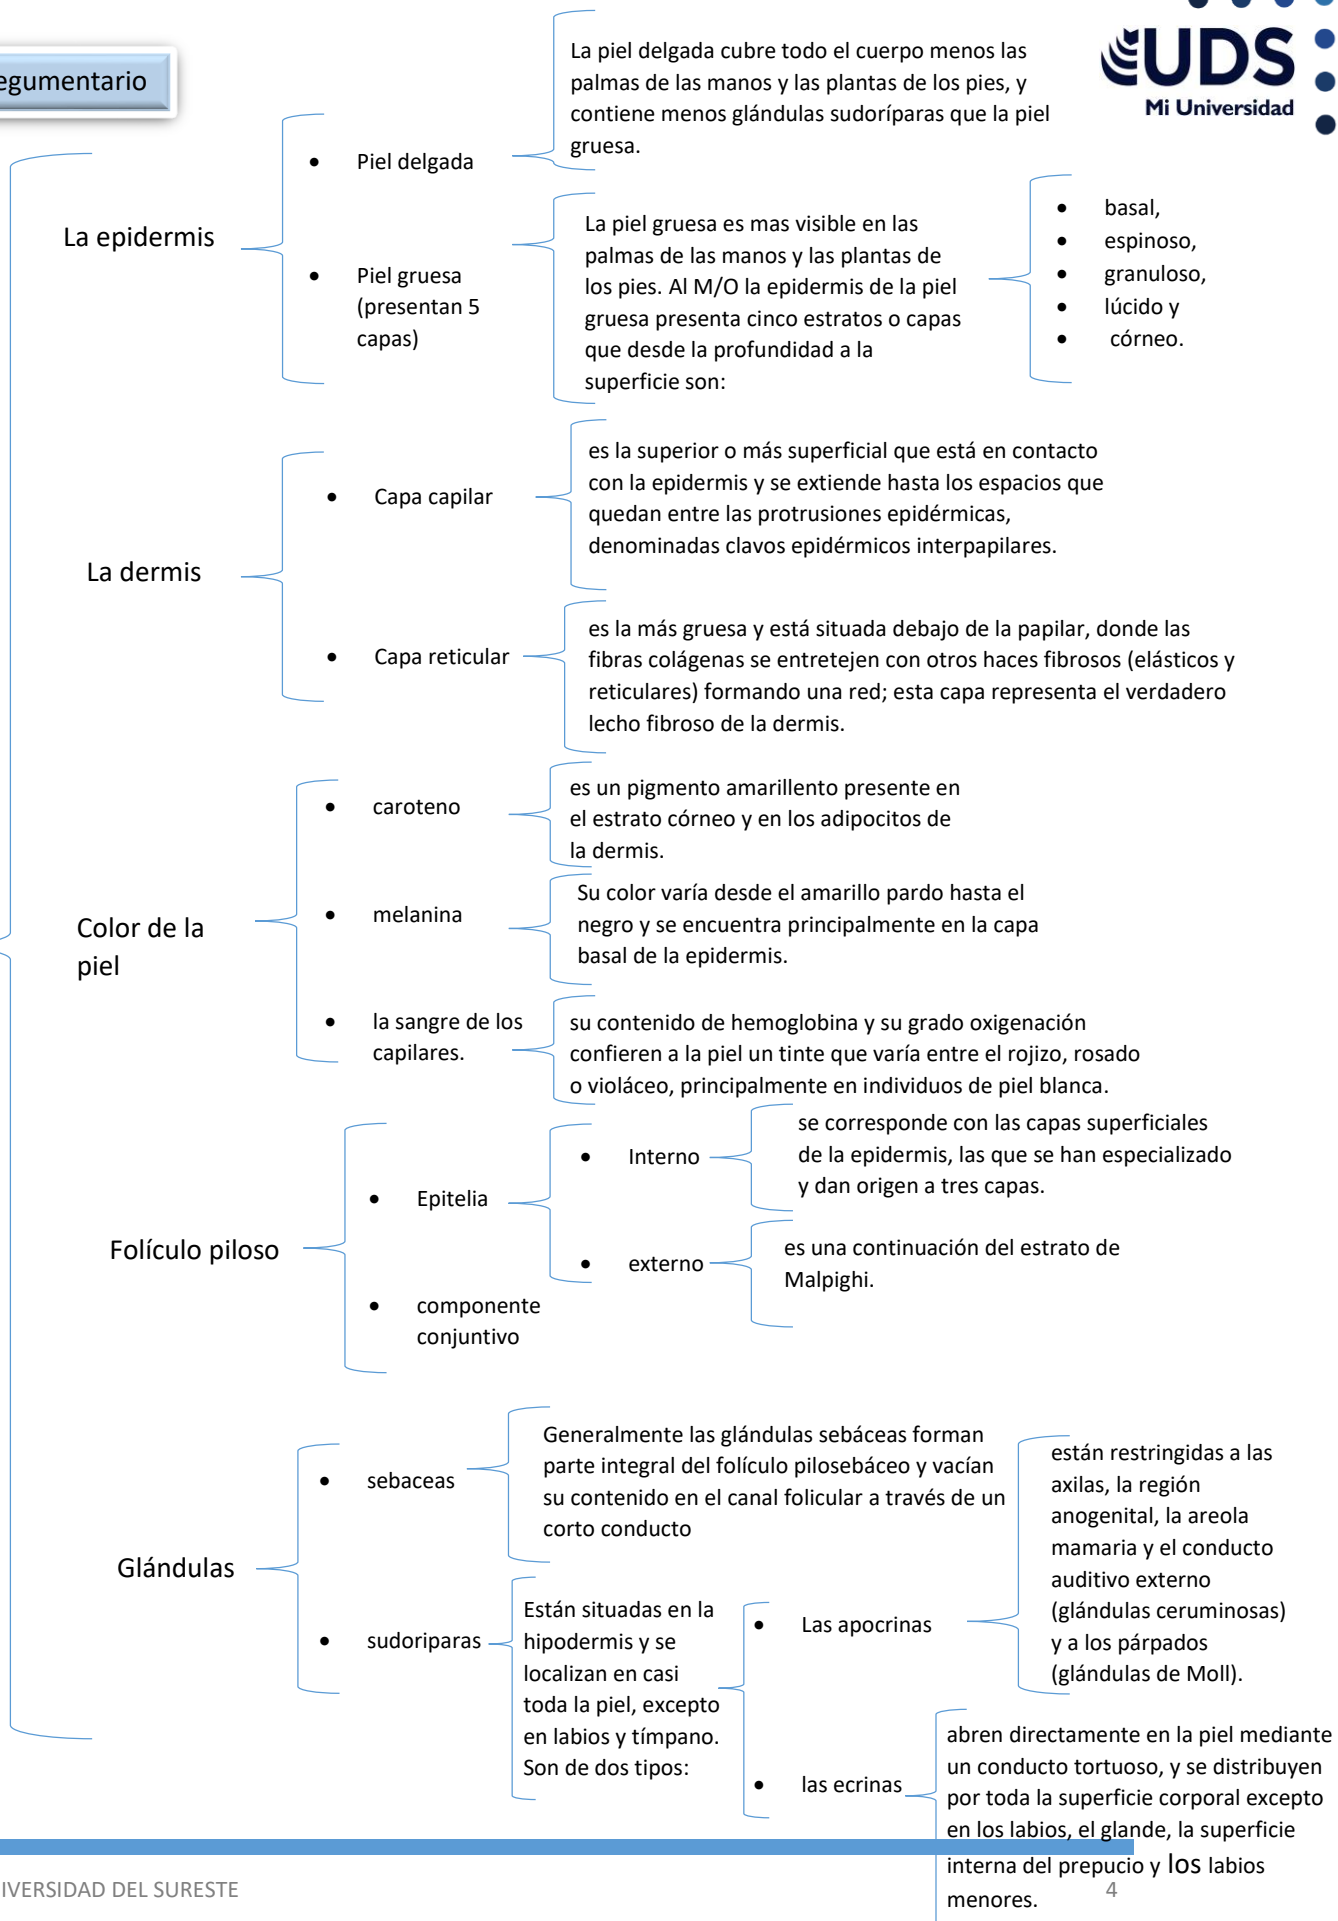 egumentario
UDS
Mi Universidad
La epidermis
• Piel delgada
La piel delgada cubre todo el cuerpo menos las
palmas de las manos y las plantas de los pies, y
contiene menos glándulas sudoríparas que la piel
gruesa.
• Piel gruesa
(presentan 5
capas)
La piel gruesa es mas visible en las
palmas de las manos y las plantas de
los pies. Al M/O la epidermis de la piel
gruesa presenta cinco estratos o capas
que desde la profundidad a la
superficie son:
• basal,
• espinoso,
• granuloso,
• lúcido y
• córneo.
La dermis
• Capa capilar
es la superior o más superficial que está en contacto
con la epidermis y se extiende hasta los espacios que
quedan entre las protrusiones epidérmicas,
denominadas clavos epidérmicos interpapilares.
• Capa reticular
es la más gruesa y está situada debajo de la papilar, donde las
fibras colágenas se entretejen con otros haces fibrosos (elásticos y
reticulares) formando una red; esta capa representa el verdadero
lecho fibroso de la dermis.
Color de la
piel
• caroteno
es un pigmento amarillento presente en
el estrato córneo y en los adipocitos de
la dermis.
• melanina
Su color varía desde el amarillo pardo hasta el
negro y se encuentra principalmente en la capa
basal de la epidermis.
• la sangre de los
capilares.
su contenido de hemoglobina y su grado oxigenación
confieren a la piel un tinte que varía entre el rojizo, rosado
o violáceo, principalmente en individuos de piel blanca.
Folículo piloso
• Epitelia
• Interno
se corresponde con las capas superficiales
de la epidermis, las que se han especializado
y dan origen a tres capas.
• externo
es una continuación del estrato de
Malpighi.
• componente
conjuntivo
Glándulas
• sebaceas
Generalmente las glándulas sebáceas forman
parte integral del folículo pilosebáceo y vacían
su contenido en el canal folicular a través de un
corto conducto
• sudoriparas
Están situadas en la
hipodermis y se
localizan en casi
toda la piel, excepto
en labios y tímpano.
Son de dos tipos:
• Las apocrinas
están restringidas a las
axilas, la región
anogenital, la areola
mamaria y el conducto
auditivo externo
(glándulas ceruminosas)
y a los párpados
(glándulas de Moll).
• las ecrinas
abren directamente en la piel mediante
un conducto tortuoso, y se distribuyen
por toda la superficie corporal excepto
en los labios, el glande, la superficie
interna del prepucio y los labios
menores.
IVERSIDAD DEL SURESTE
4